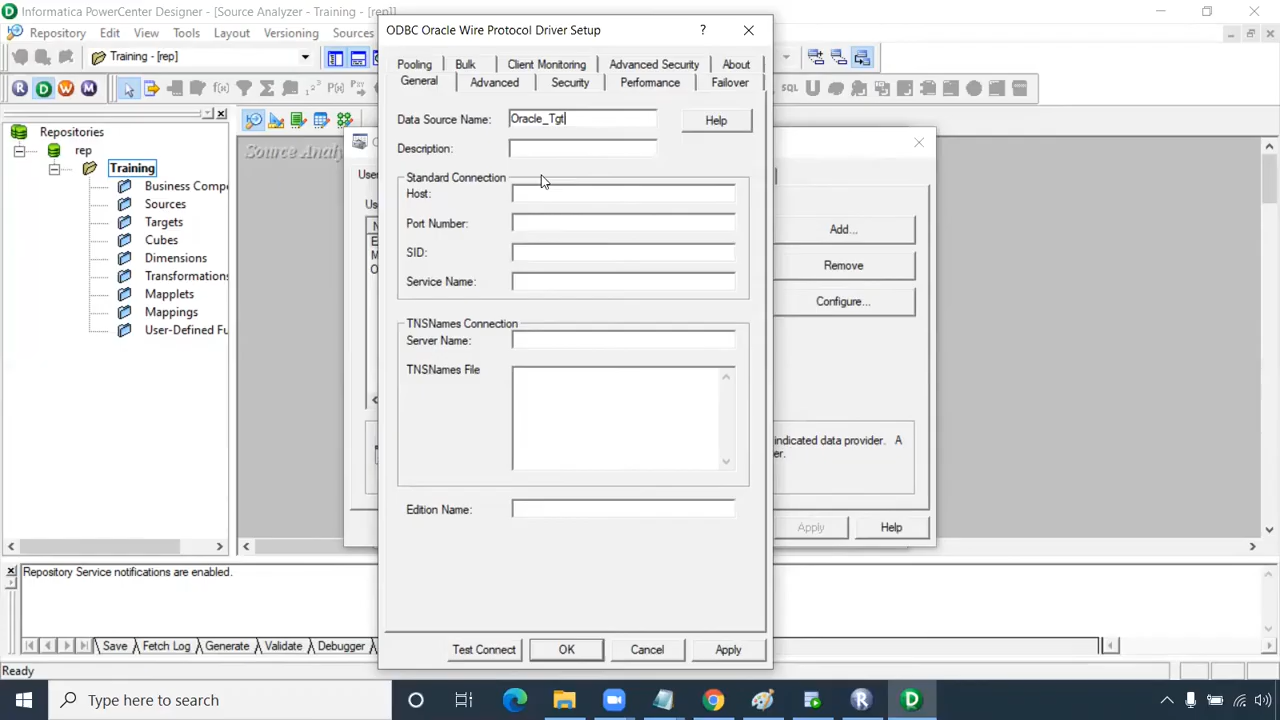 Informatica PowerCenter Designer - [Source Analyzer - Training - [rep]]
Repository Edit View Tools Layout Versioning Sources
Training - [rep]
R D W M
f(x)
SQL
Repositories
rep
Training
Business Compo
Sources
Targets
Cubes
Dimensions
Transformations
Mapplets
Mappings
User-Defined Fu
Source Analy
ODBC Oracle Wire Protocol Driver Setup
?
Pooling Bulk Client Monitoring Advanced Security About
General Advanced Security Performance Failover
Data Source Name: Oracle_Tgt
Help
Description:
Standard Connection
Host:
Port Number:
SID:
Service Name:
TNSNames Connection
Server Name:
TNSNames File
Edition Name:
Test Connect OK Cancel Apply
Add...
Remove
Configure...
indicated data provider. A
er.
Apply Help
Repository Service notifications are enabled.
Save Fetch Log Generate Validate Debugger
Ready
Type here to search
R D